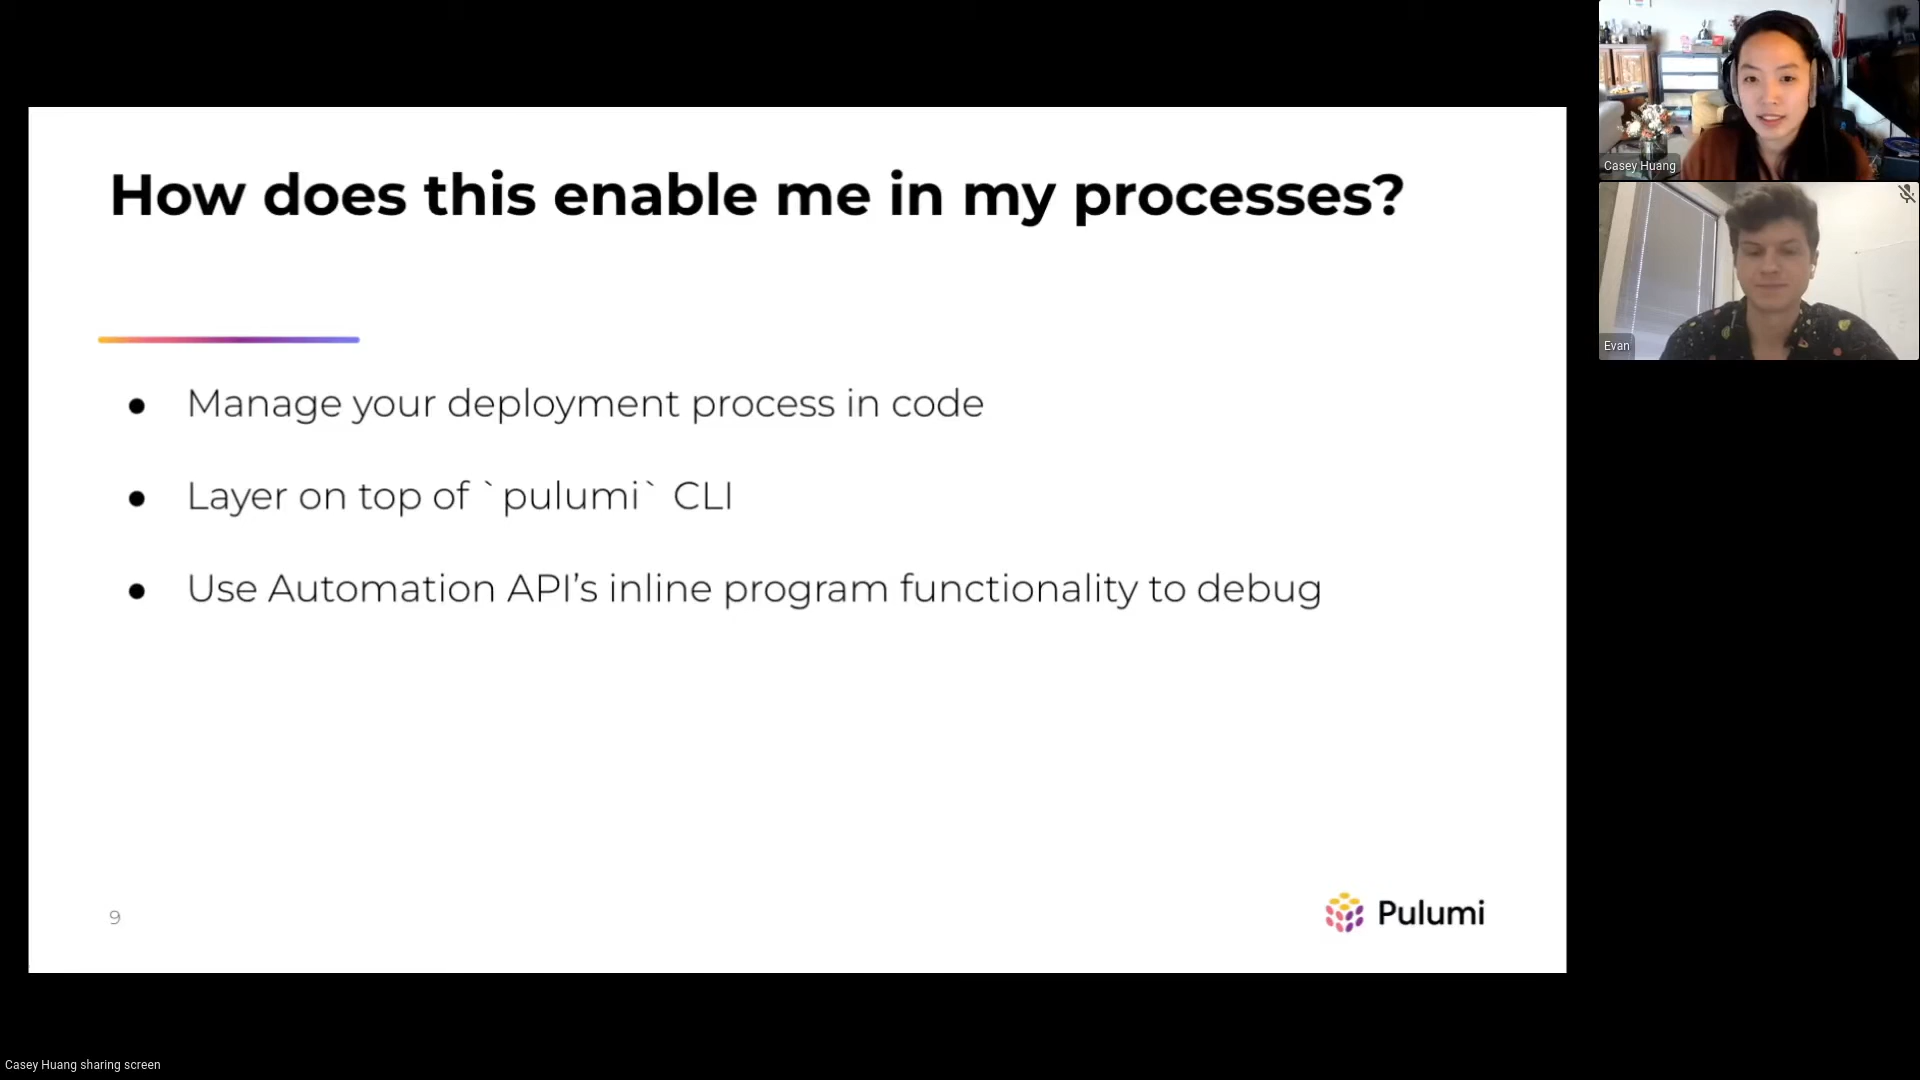 How does this enable me in my processes?
● Manage your deployment process in code
● Layer on top of `pulumi` CLI
● Use Automation API’s inline program functionality to debug
9
Pulumi
Casey Huang
Evan
Casey Huang sharing screen